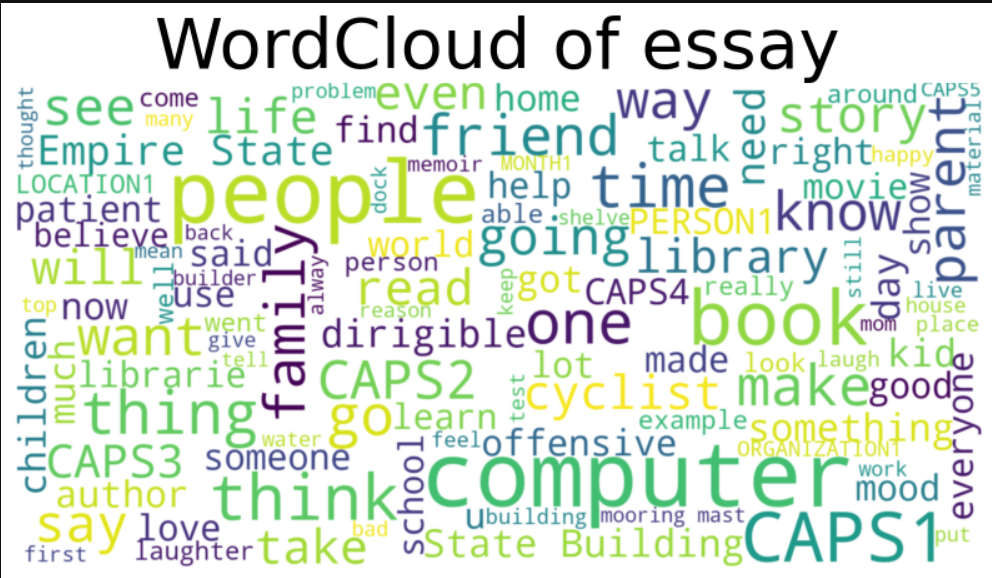 WordCloud of essay
thought
see
come
many
life
problem
even
home
way
need
around
CAPS5
story
find
friend
Empire State
memoir
MONTH1
talk
right
happy
parent
material
LOCATION1
people
dock
help
time
movie
show
patient
able
shelve
PERSON1
know
believe
back
mean
said
family
world
going
library
still
day
will
well
builder
person
alway
read
keep
got
CAPS4
really
live
top
now
use
reason
house
want
went
give
dirigible
one
book
mom
place
children
much
tell
lot
made
look
laugh
kid
librarie
CAPS2
test
cyclist
make
good
everyone
thing
go
learn
example
something
water
feel
offensive
ORGANIZATION1
CAPS3
someone
school
computer
work
mood
author
think
u
building
mooring mast
say
love
bad
State Building
CAPS1
put
first
laughter
take